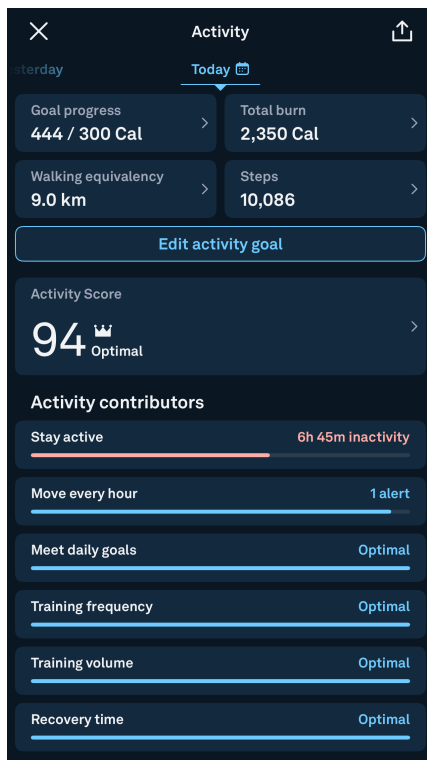 Activity
sterday
Today
Goal progress
444 / 300 Cal
Total burn
2,350 Cal
Walking equivalency
9.0 km
Steps
10,086
Edit activity goal
Activity Score
94
Optimal
Activity contributors
Stay active 6h 45m inactivity
Move every hour 1 alert
Meet daily goals Optimal
Training frequency Optimal
Training volume Optimal
Recovery time Optimal